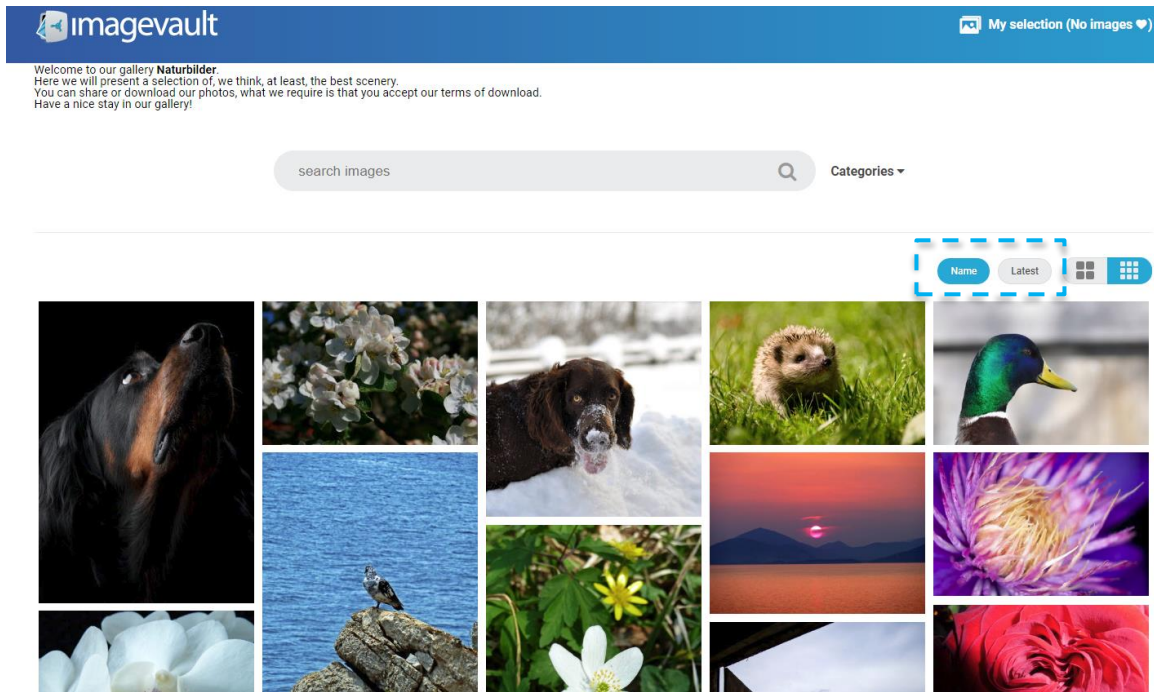 imagevault
My selection (No images ♥)
Welcome to our gallery Naturbilder.
Here we will present a selection of, we think, at least, the best scenery.
You can share or download our photos, what we require is that you accept our terms of download.
Have a nice stay in our gallery!
search images
Categories
Name
Latest